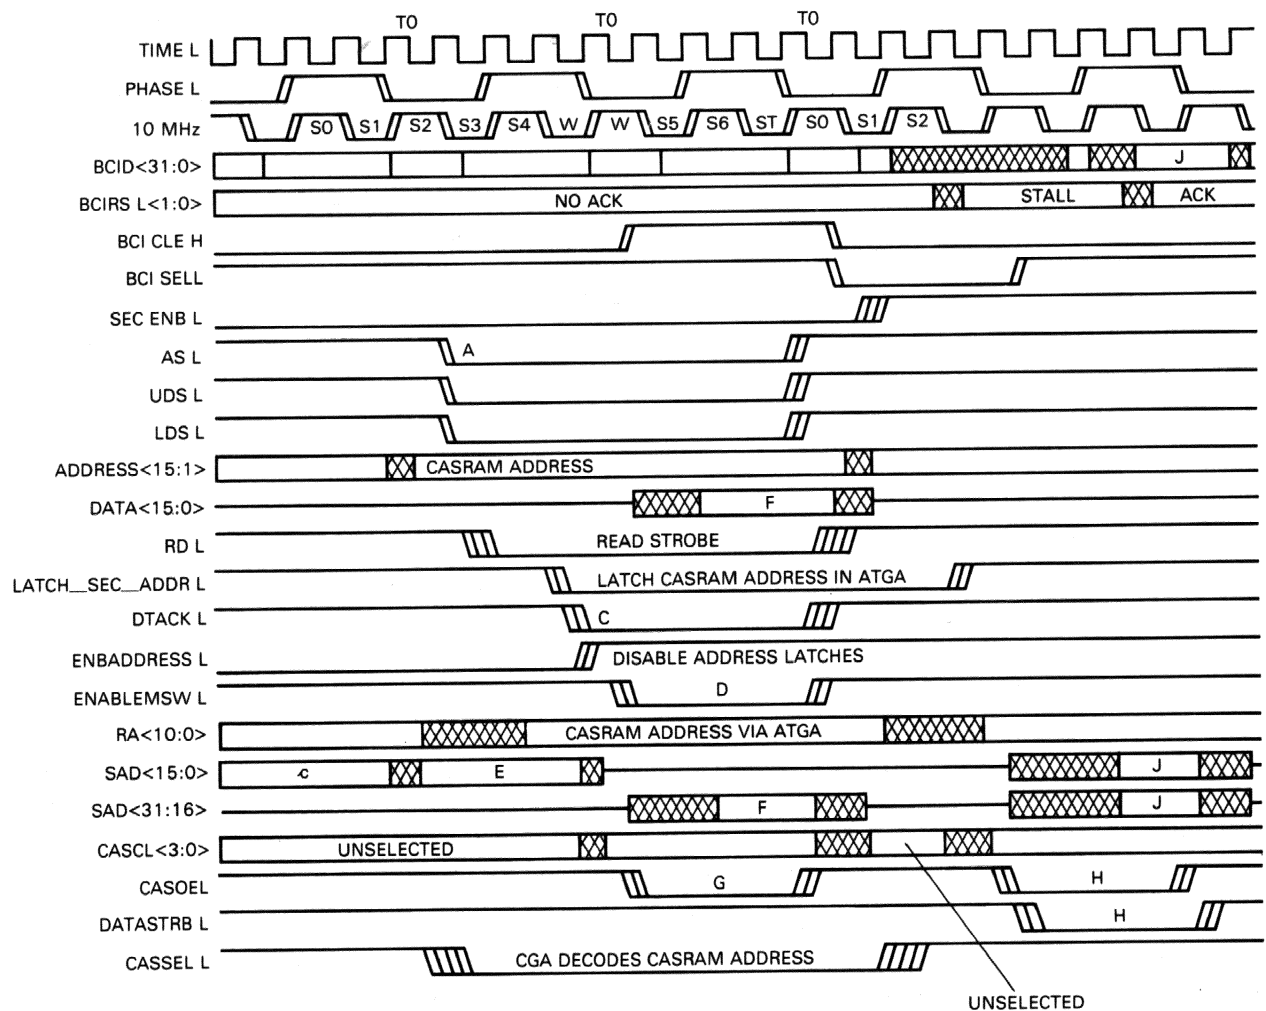 T0 T0 T0
TIME L
PHASE L
10 MHz S0 S1 S2 S3 S4 W W S5 S6 ST S0 S1 S2
BCID<31:0> J
BCIRS L<1:0> NO ACK STALL ACK
BCI CLE H
BCI SELL
SEC ENB L
AS L A
UDS L
LDS L
ADDRESS<15:1> CASRAM ADDRESS
DATA<15:0> F
RD L READ STROBE
LATCH__SEC__ADDR L LATCH CASRAM ADDRESS IN ATGA
DTACK L C
ENBADDRESS L DISABLE ADDRESS LATCHES
ENABLEMSW L D
RA<10:0> CASRAM ADDRESS VIA ATGA
SAD<15:0> E J
SAD<31:16> F J
CASCL<3:0> UNSELECTED
CASOEL G H
DATASTRB L H
CASSEL L CGA DECODES CASRAM ADDRESS
UNSELECTED